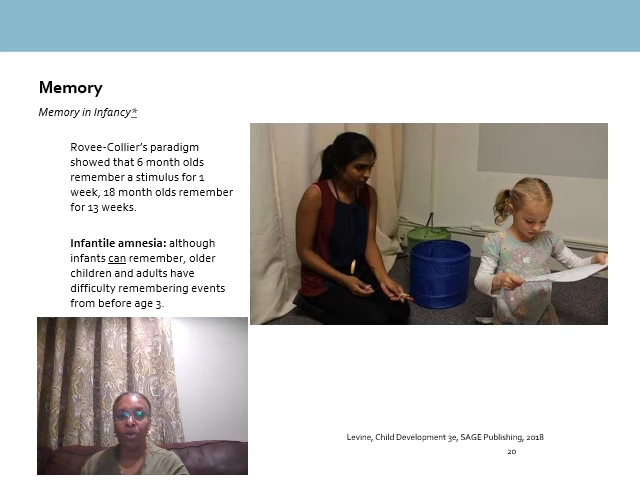 Memory
Memory in Infancy*
Rovee-Collier's paradigm
showed that 6 month olds
remember a stimulus for 1
week, 18 month olds remember
for 13 weeks.
Infantile amnesia: although
infants can remember, older
children and adults have
difficulty remembering events
from before age 3.
Levine, Child Development 3e, SAGE Publishing, 2018
20